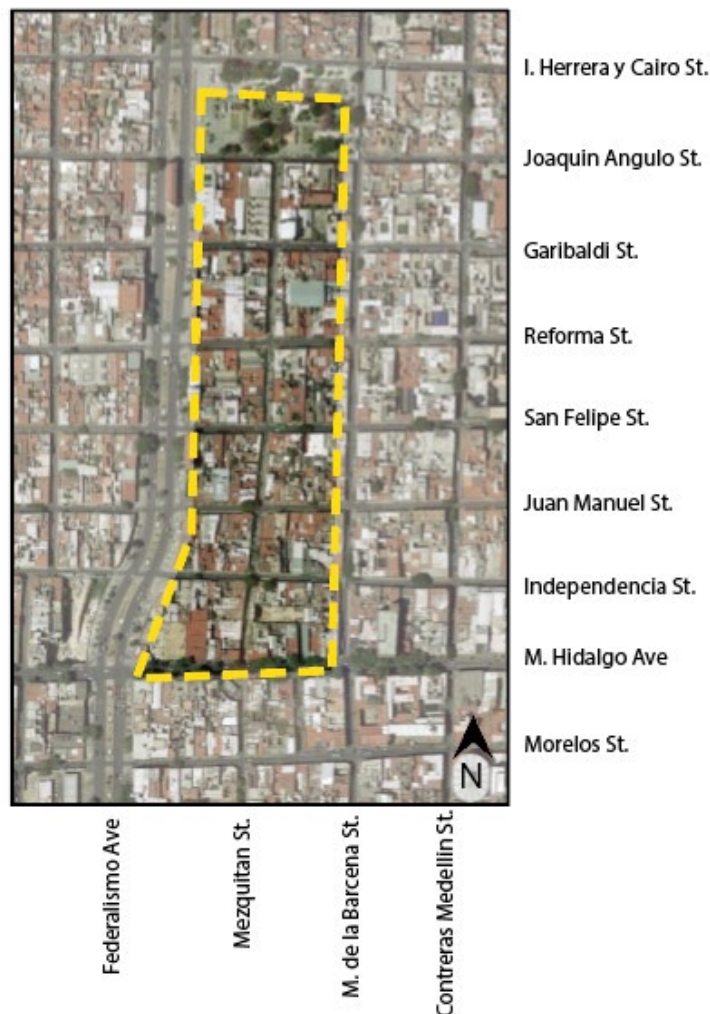 I. Herrera y Cairo St.
Joaquin Angulo St.
Garibaldi St.
Reforma St.
San Felipe St.
Juan Manuel St.
Independencia St.
M. Hidalgo Ave
Morelos St.
N
Federalismo Ave
Mezquitan St.
M. de la Barcena St.
Contreras Medellin St.